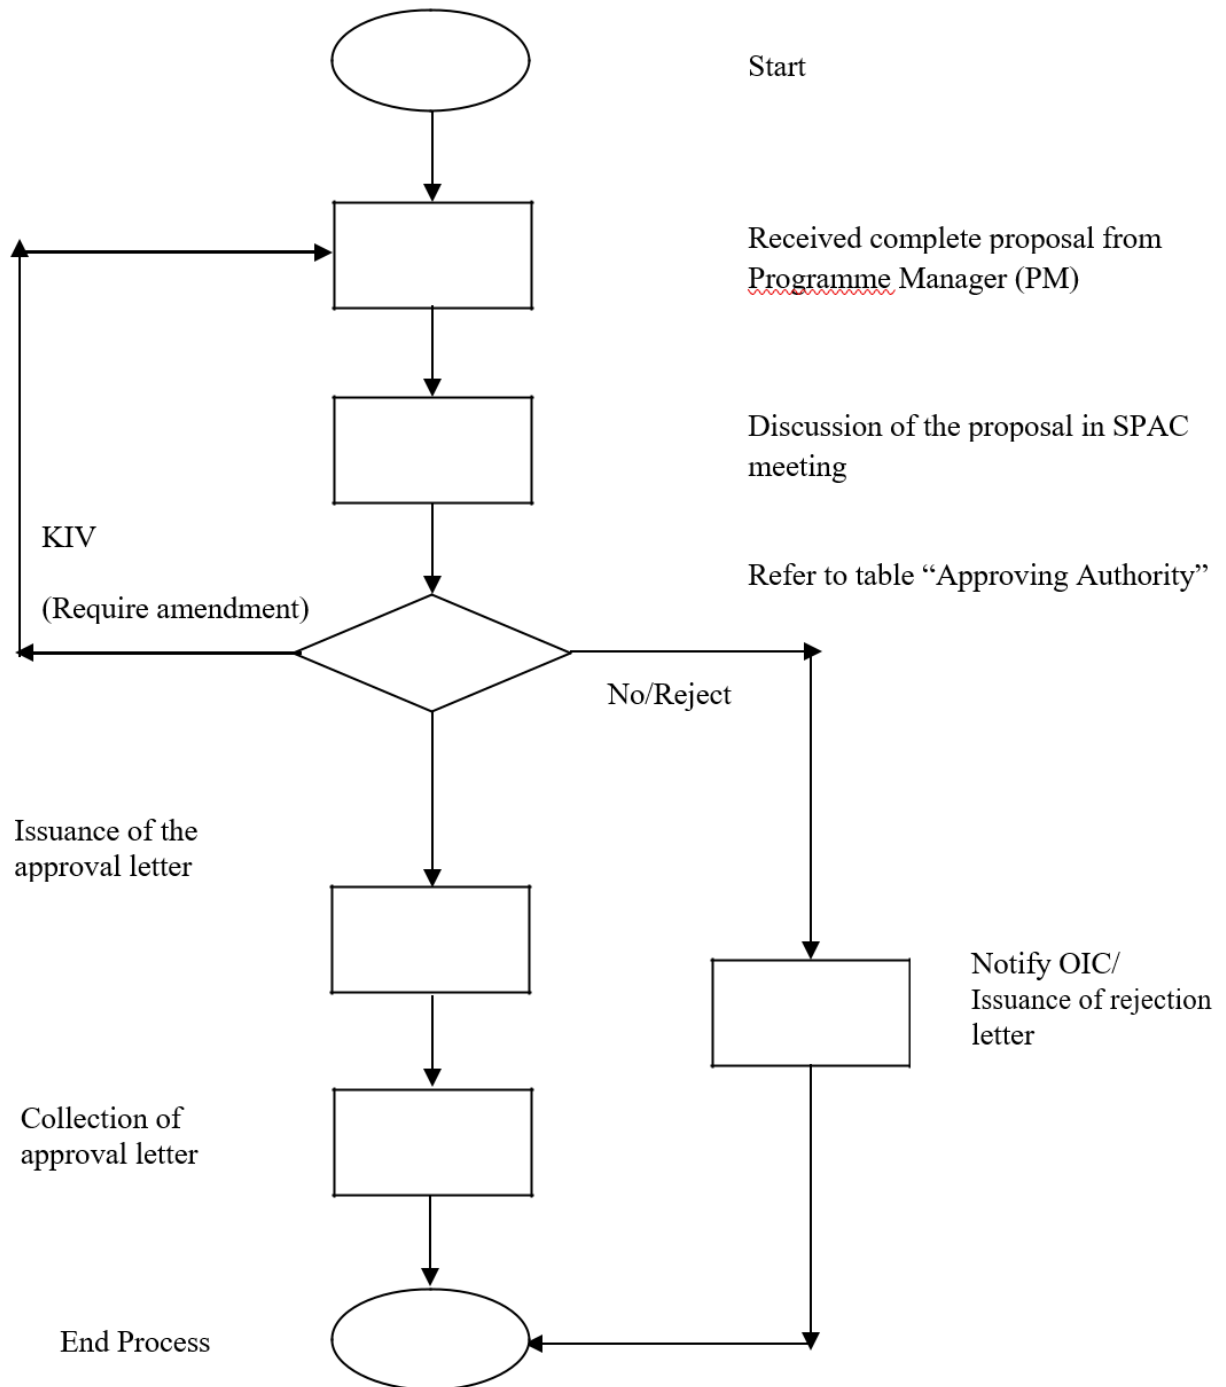 Start
Received complete proposal from
Programme Manager (PM)
Discussion of the proposal in SPAC
meeting
KIV
Refer to table “Approving Authority”
(Require amendment)
No/Reject
Issuance of the
approval letter
Notify OIC/
Issuance of rejection
letter
Collection of
approval letter
End Process